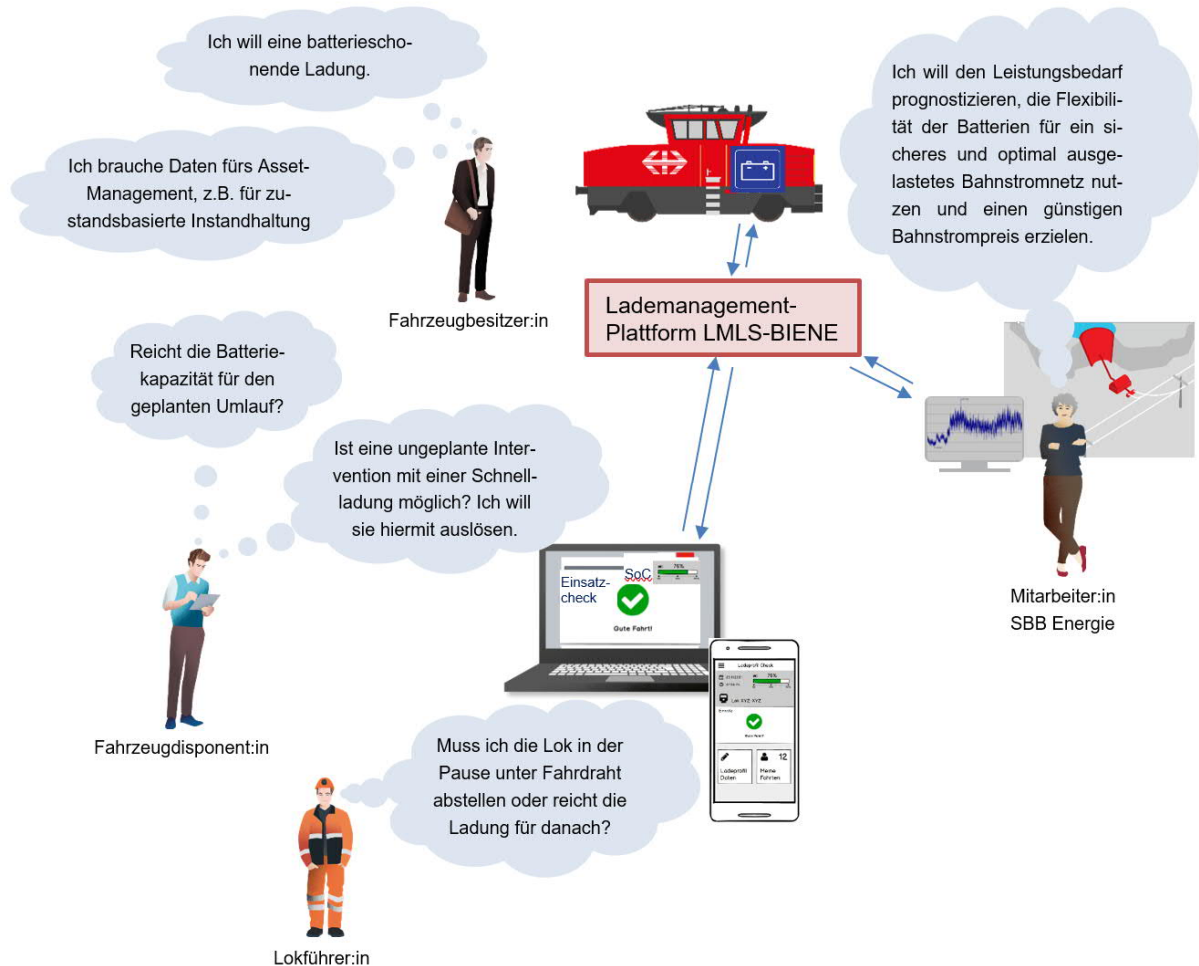 Ich will eine batteriescho-
nende Ladung.
Ich brauche Daten fürs Asset-
Management, z.B. für zu-
standsbasierte Instandhaltung
Fahrzeugbesitzer:in
Ich will den Leistungsbedarf
prognostizieren, die Flexibili-
tät der Batterien für ein si-
cheres und optimal ausge-
lastetes Bahnstromnetz nut-
zen und einen günstigen
Bahnstrompreis erzielen.
Lademanagement-
Plattform LMLS-BIENE
Mitarbeiter:in
SBB Energie
Reicht die Batterie-
kapazität für den
geplanten Umlauf?
Ist eine ungeplante Inter-
vention mit einer Schnell-
ladung möglich? Ich will
sie hiermit auslösen.
Fahrzeugdisponent:in
Einsatz-
check
SoC
76%
Gute Fahrt!
Ladeprofil Check
76%
Lok XYZ-XYZ
Ladeprofil
Daten
12
Meine
Fahrten
Muss ich die Lok in der
Pause unter Fahrdraht
abstellen oder reicht die
Ladung für danach?
Lokführer:in